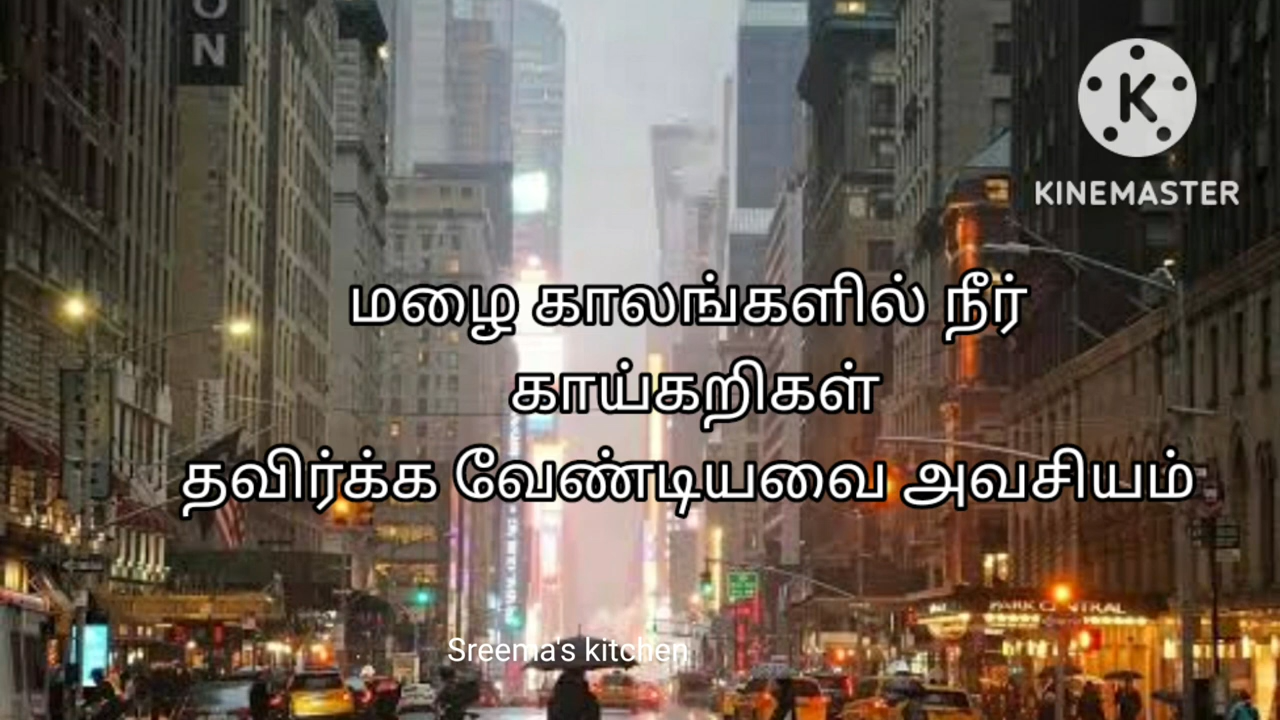 ON
K
KINEMASTER
மழை காலங்களில் நீர்
காய்கறிகள்
தவிர்க்க வேண்டியவை அவசியம்
PARK CENTRAL
Sreema's kitchen